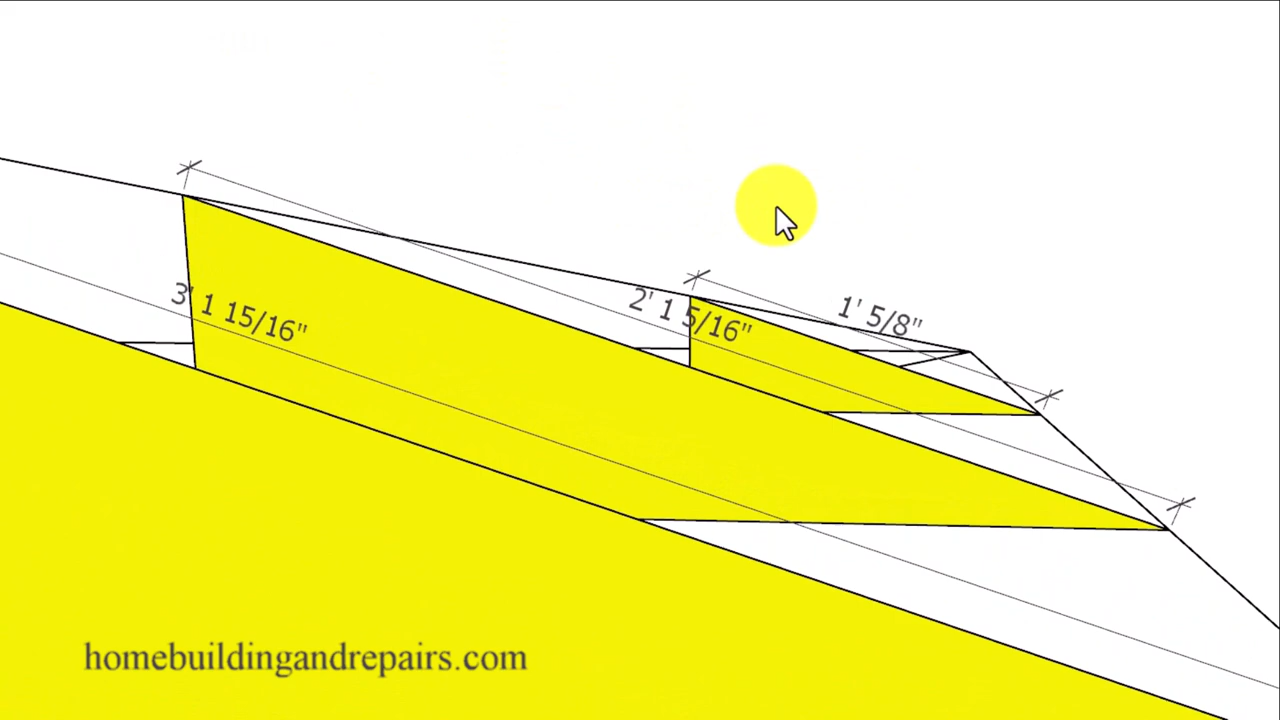 3' 1 15/16"
2' 1 5/16"
1' 5/8"
homebuildingandrepairs.com